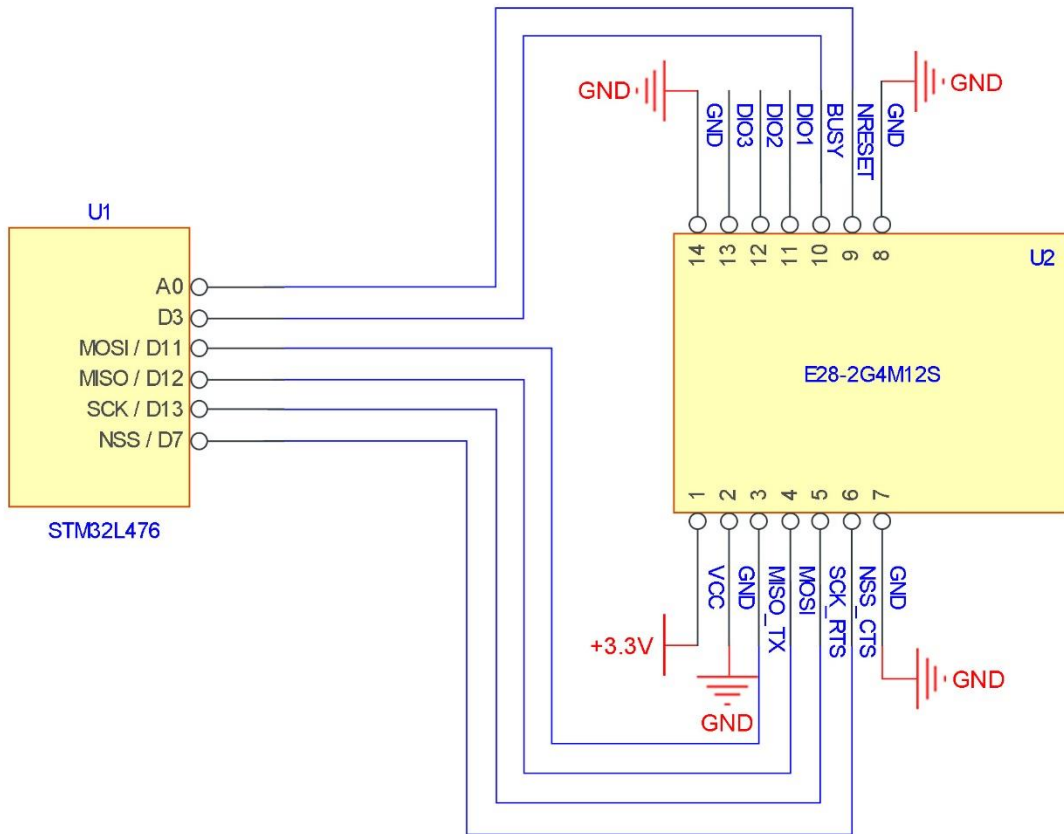 GND
GND
GND
DIO3
DIO2
DIO1
BUSY
NRESET
GND
U1
A0
D3
MOSI / D11
MISO / D12
SCK / D13
NSS / D7
STM32L476
14
13
12
11
10
9
8
U2
E28-2G4M12S
1
2
3
4
5
6
7
VCC
GND
MISO_TX
MOSI
SCK_RTS
NSS_CTS
GND
+3.3V
GND
GND